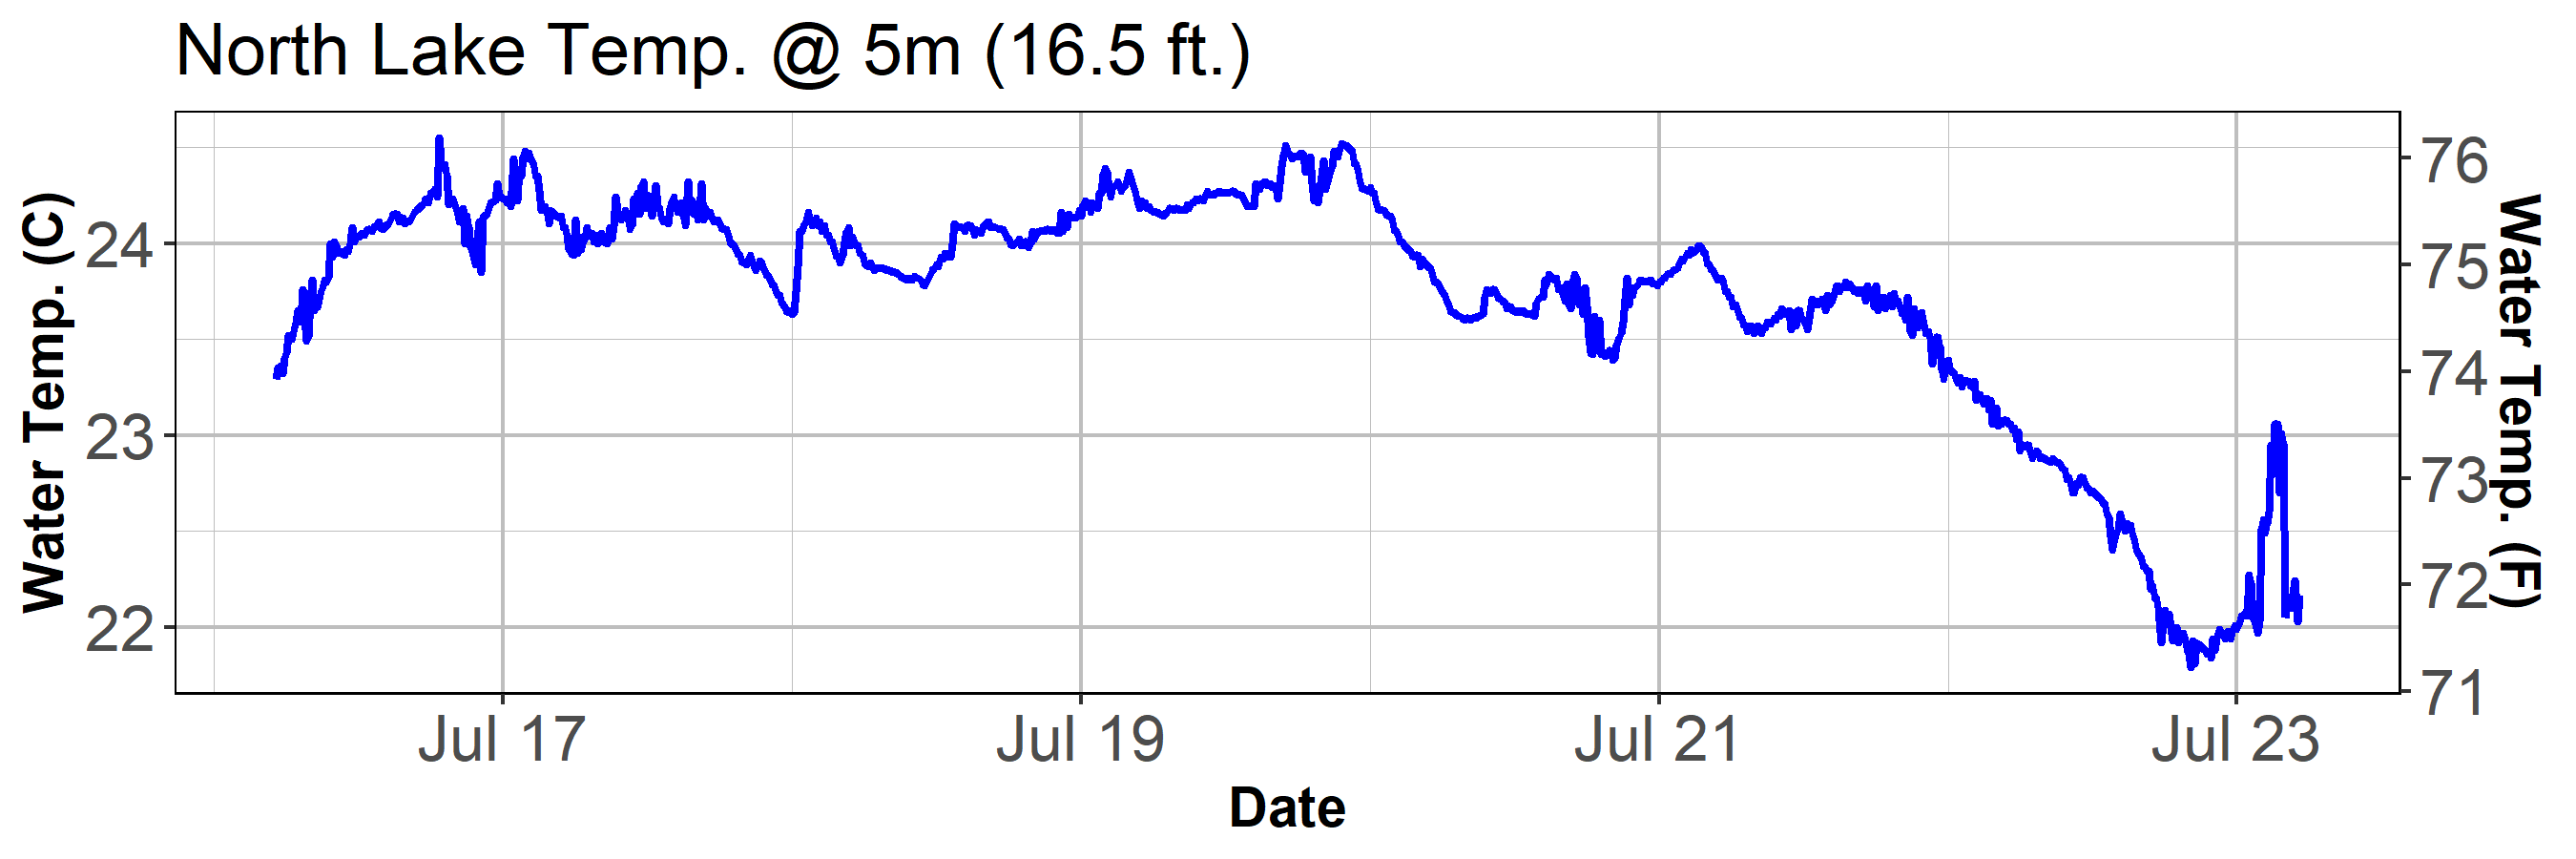 North Lake Temp. @ 5m (16.5 ft.)
Water Temp. (C)
24
23
22
76
75
74
73
72
71
Water Temp. (F)
Jul 17
Jul 19
Jul 21
Jul 23
Date